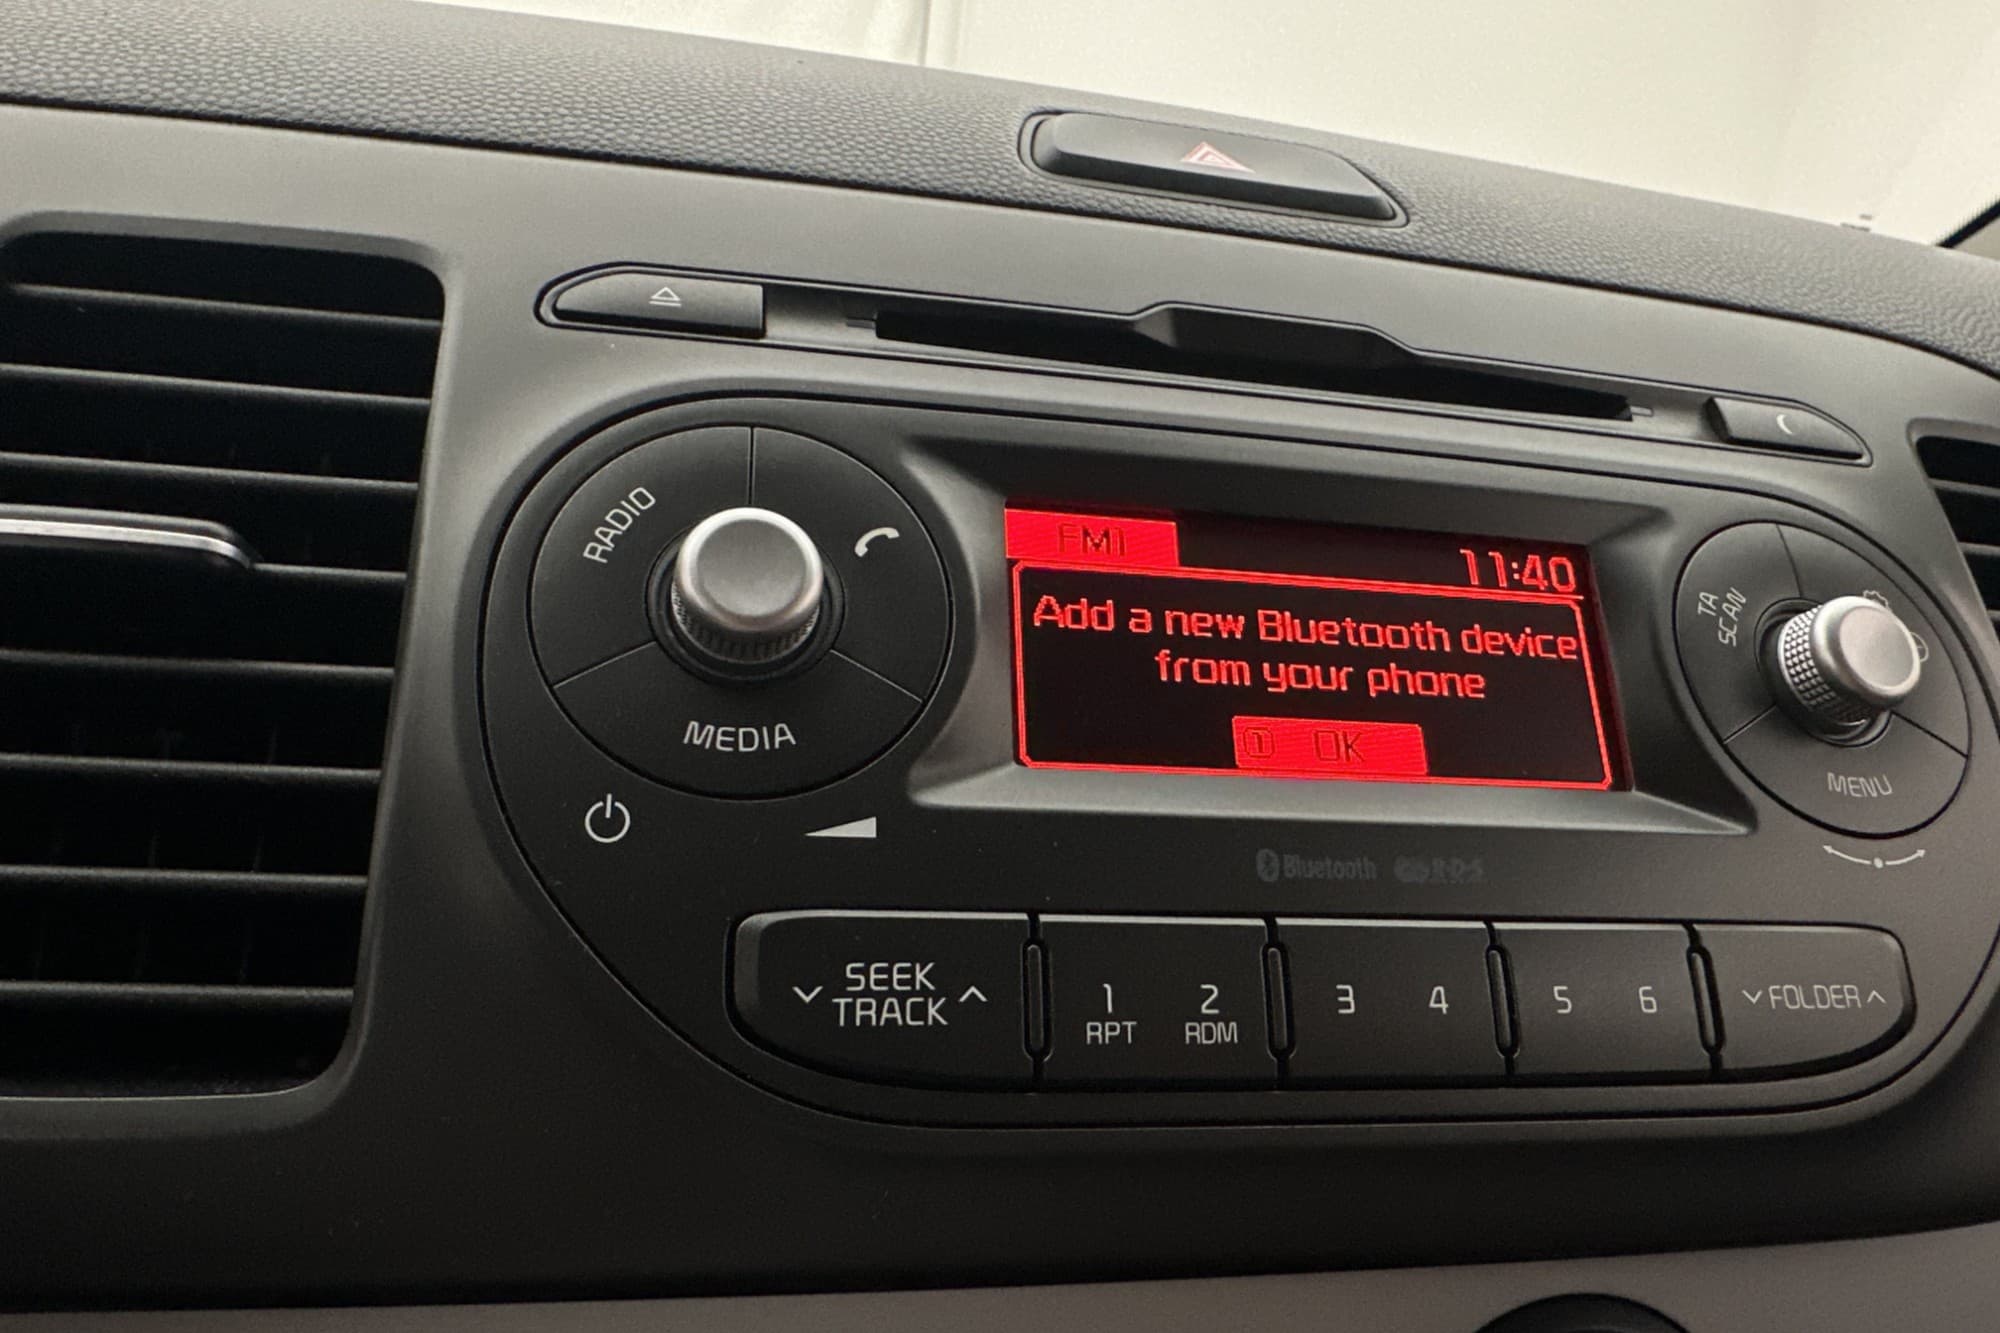 FM1
11:40
Add a new Bluetooth device
from your phone
1 OK
RADIO
MEDIA
TA
SCAN
MENU
Bluetooth R·D·S
SEEK
TRACK
1
RPT
2
RDM
3
4
5
6
FOLDER